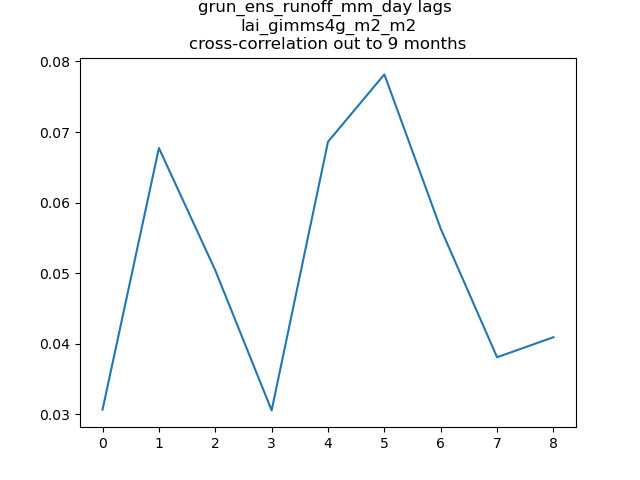 grun_ens_runoff_mm_day lags
lai_gimms4g_m2_m2
cross-correlation out to 9 months
0.08
0.07
0.06
0.05
0.04
0.03
0 1 2 3 4 5 6 7 8